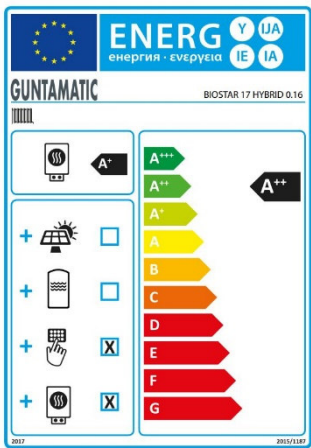 ENERG Y IJA
енергия · ενεργεια IE IA
GUNTAMATIC
BIOSTAR 17 HYBRID 0.16
A+
A+++
A++
A++
A+
A
B
C
+
D
+
E
+ X
F
+ X
G
2017
2015/1187